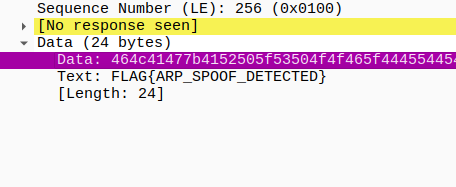 Sequence Number (LE): 256 (0x0100)
[No response seen]
Data (24 bytes)
Data: 464c41477b4152505f53504f4f465f444554454
Text: FLAG{ARP_SPOOF_DETECTED}
[Length: 24]